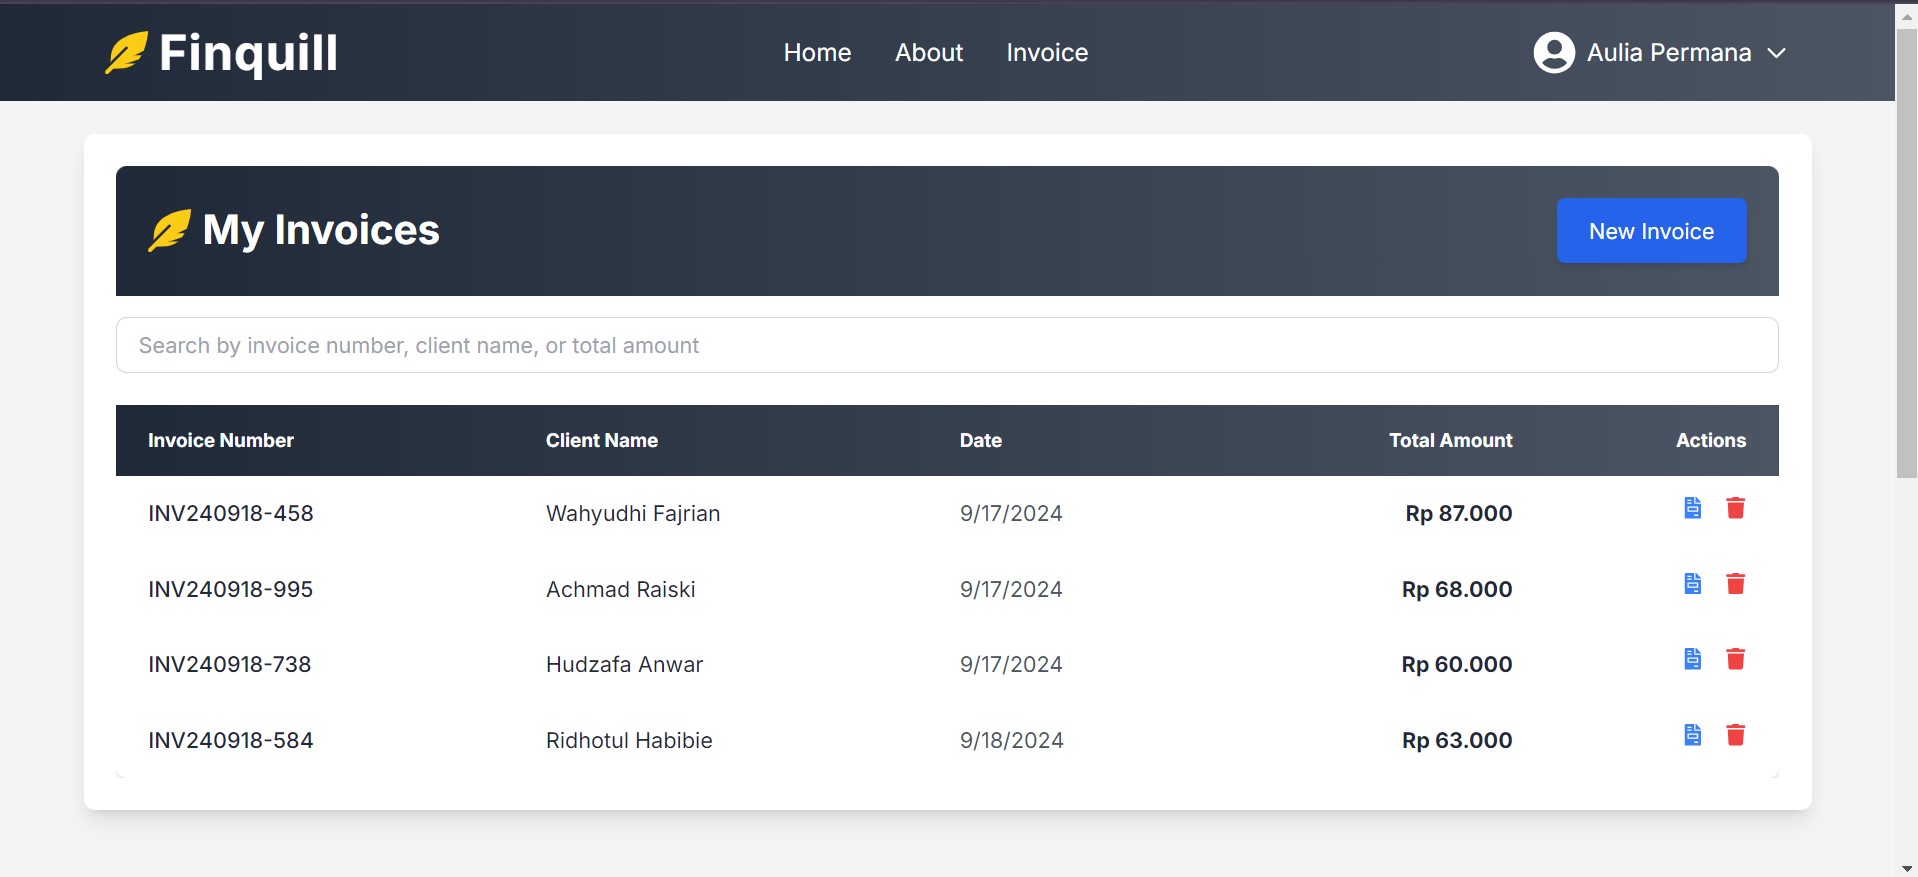 Finquill
Home About Invoice
Aulia Permana
My Invoices
New Invoice
Search by invoice number, client name, or total amount
Invoice Number Client Name Date Total Amount Actions
INV240918-458 Wahyudhi Fajrian 9/17/2024 Rp 87.000
INV240918-995 Achmad Raiski 9/17/2024 Rp 68.000
INV240918-738 Hudzafa Anwar 9/17/2024 Rp 60.000
INV240918-584 Ridhotul Habibie 9/18/2024 Rp 63.000